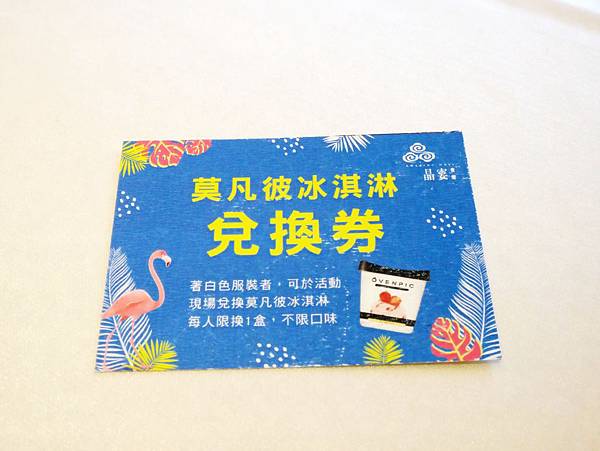 晶宴會館
莫凡彼冰淇淋
兌換券
著白色服裝者，可於活動
現場兌換莫凡彼冰淇淋
每人限換1盒，不限口味
ÖVENPIC